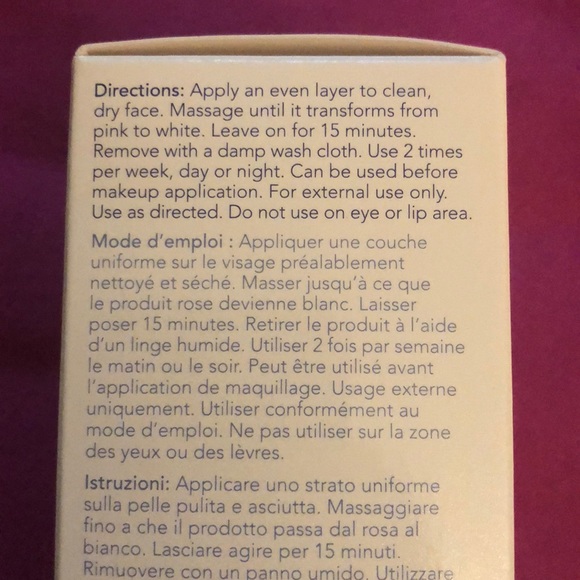 Directions: Apply an even layer to clean,
dry face. Massage until it transforms from
pink to white. Leave on for 15 minutes.
Remove with a damp wash cloth. Use 2 times
per week, day or night. Can be used before
makeup application. For external use only.
Use as directed. Do not use on eye or lip area.
Mode d'emploi : Appliquer une couche
uniforme sur le visage préalablement
nettoyé et séché. Masser jusqu'à ce que
le produit rose devienne blanc. Laisser
poser 15 minutes. Retirer le produit à l'aide
d'un linge humide. Utiliser 2 fois par semaine
le matin ou le soir. Peut être utilisé avant
l'application de maquillage. Usage externe
uniquement. Utiliser conformément au
mode d'emploi. Ne pas utiliser sur la zone
des yeux ou des lèvres.
Istruzioni: Applicare uno strato uniforme
sulla pelle pulita e asciutta. Massaggiare
fino a che il prodotto passa dal rosa al
bianco. Lasciare agire per 15 minuti.
Rimuovere con un panno umido. Utilizzare